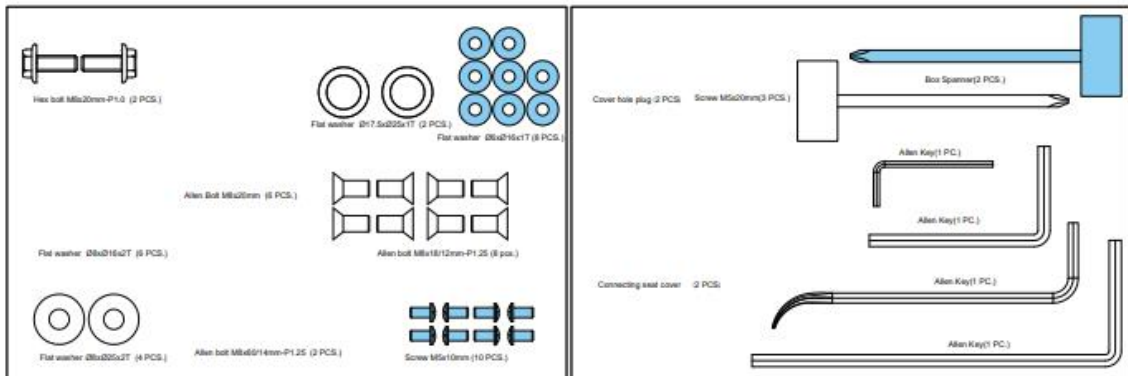 Hex bolt M8x20mm-P1.0 (2 PCS.)
Flat washer Ø17.5xØ25x1T (2 PCS.)
Flat washer Ø8xØ16x1T (8 PCS.)
Allen Bolt M8x20mm (6 PCS.)
Flat washer Ø8xØ16x2T (6 PCS.)
Allen bolt M8x18/12mm-P1.25 (8 pcs.)
Flat washer Ø8xØ25x2T (4 PCS.)
Allen bolt M8x60/14mm-P1.25 (2 PCS.)
Screw M5x10mm (10 PCS.)
Box Spanner(2 PCS.)
Cover hole plug (2 PCS)
Screw M5x20mm(3 PCS.)
Allen Key(1 PC.)
Allen Key(1 PC.)
Connecting seat cover (2 PCS)
Allen Key(1 PC.)
Allen Key(1 PC.)